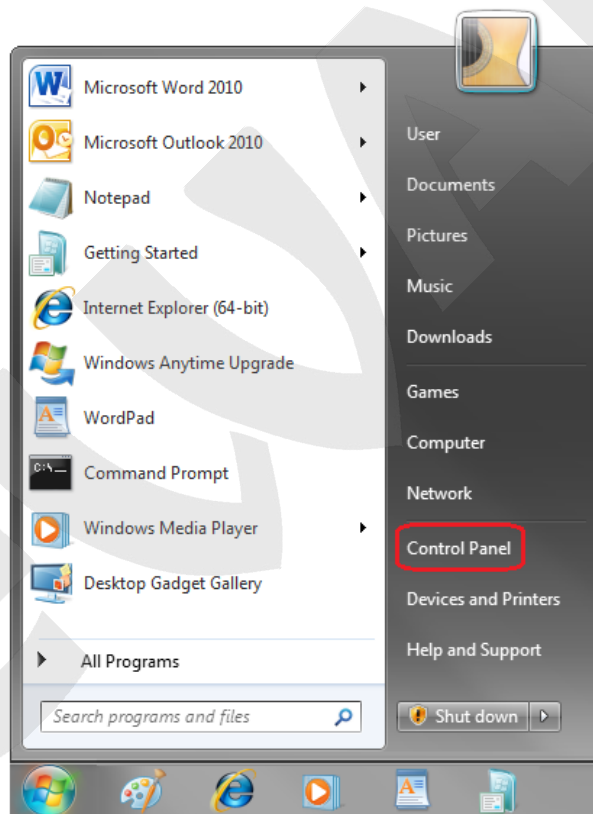 Microsoft Word 2010
Microsoft Outlook 2010
Notepad
Getting Started
Internet Explorer (64-bit)
Windows Anytime Upgrade
WordPad
C:\
Command Prompt
Windows Media Player
Desktop Gadget Gallery
All Programs
Search programs and files
User
Documents
Pictures
Music
Downloads
Games
Computer
Network
Control Panel
Devices and Printers
Help and Support
Shut down